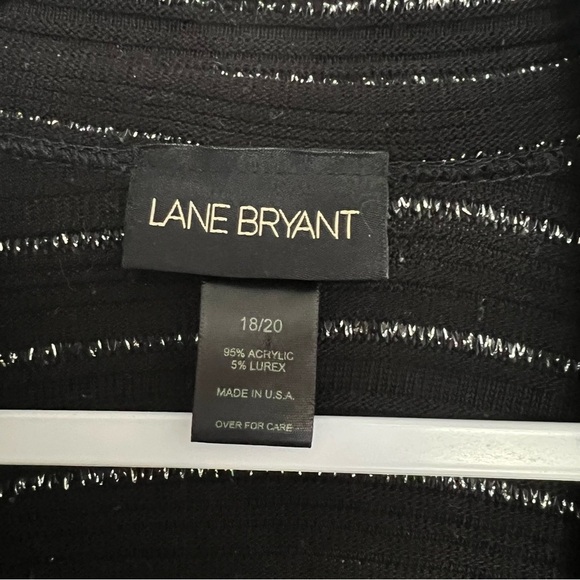 LANE BRYANT
18/20
95% ACRYLIC
5% LUREX
MADE IN U.S.A.
OVER FOR CARE